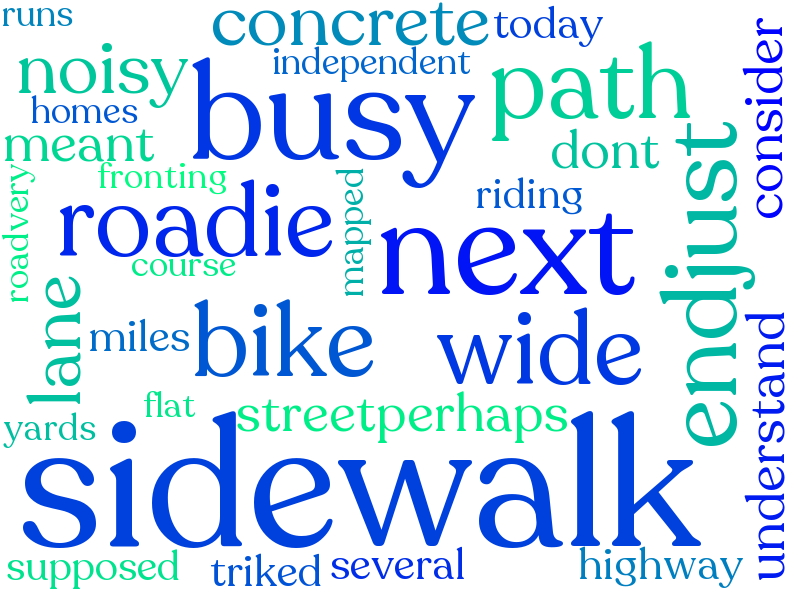 runs
concrete
today
consider
independent
noisy
busy
path
homes
meant
dont
endjust
fronting
roadvery
mapped
riding
roadie
next
course
lane
miles
bike
wide
understand
flat
yards
streetperhaps
sidewalk
supposed
triked
several
highway